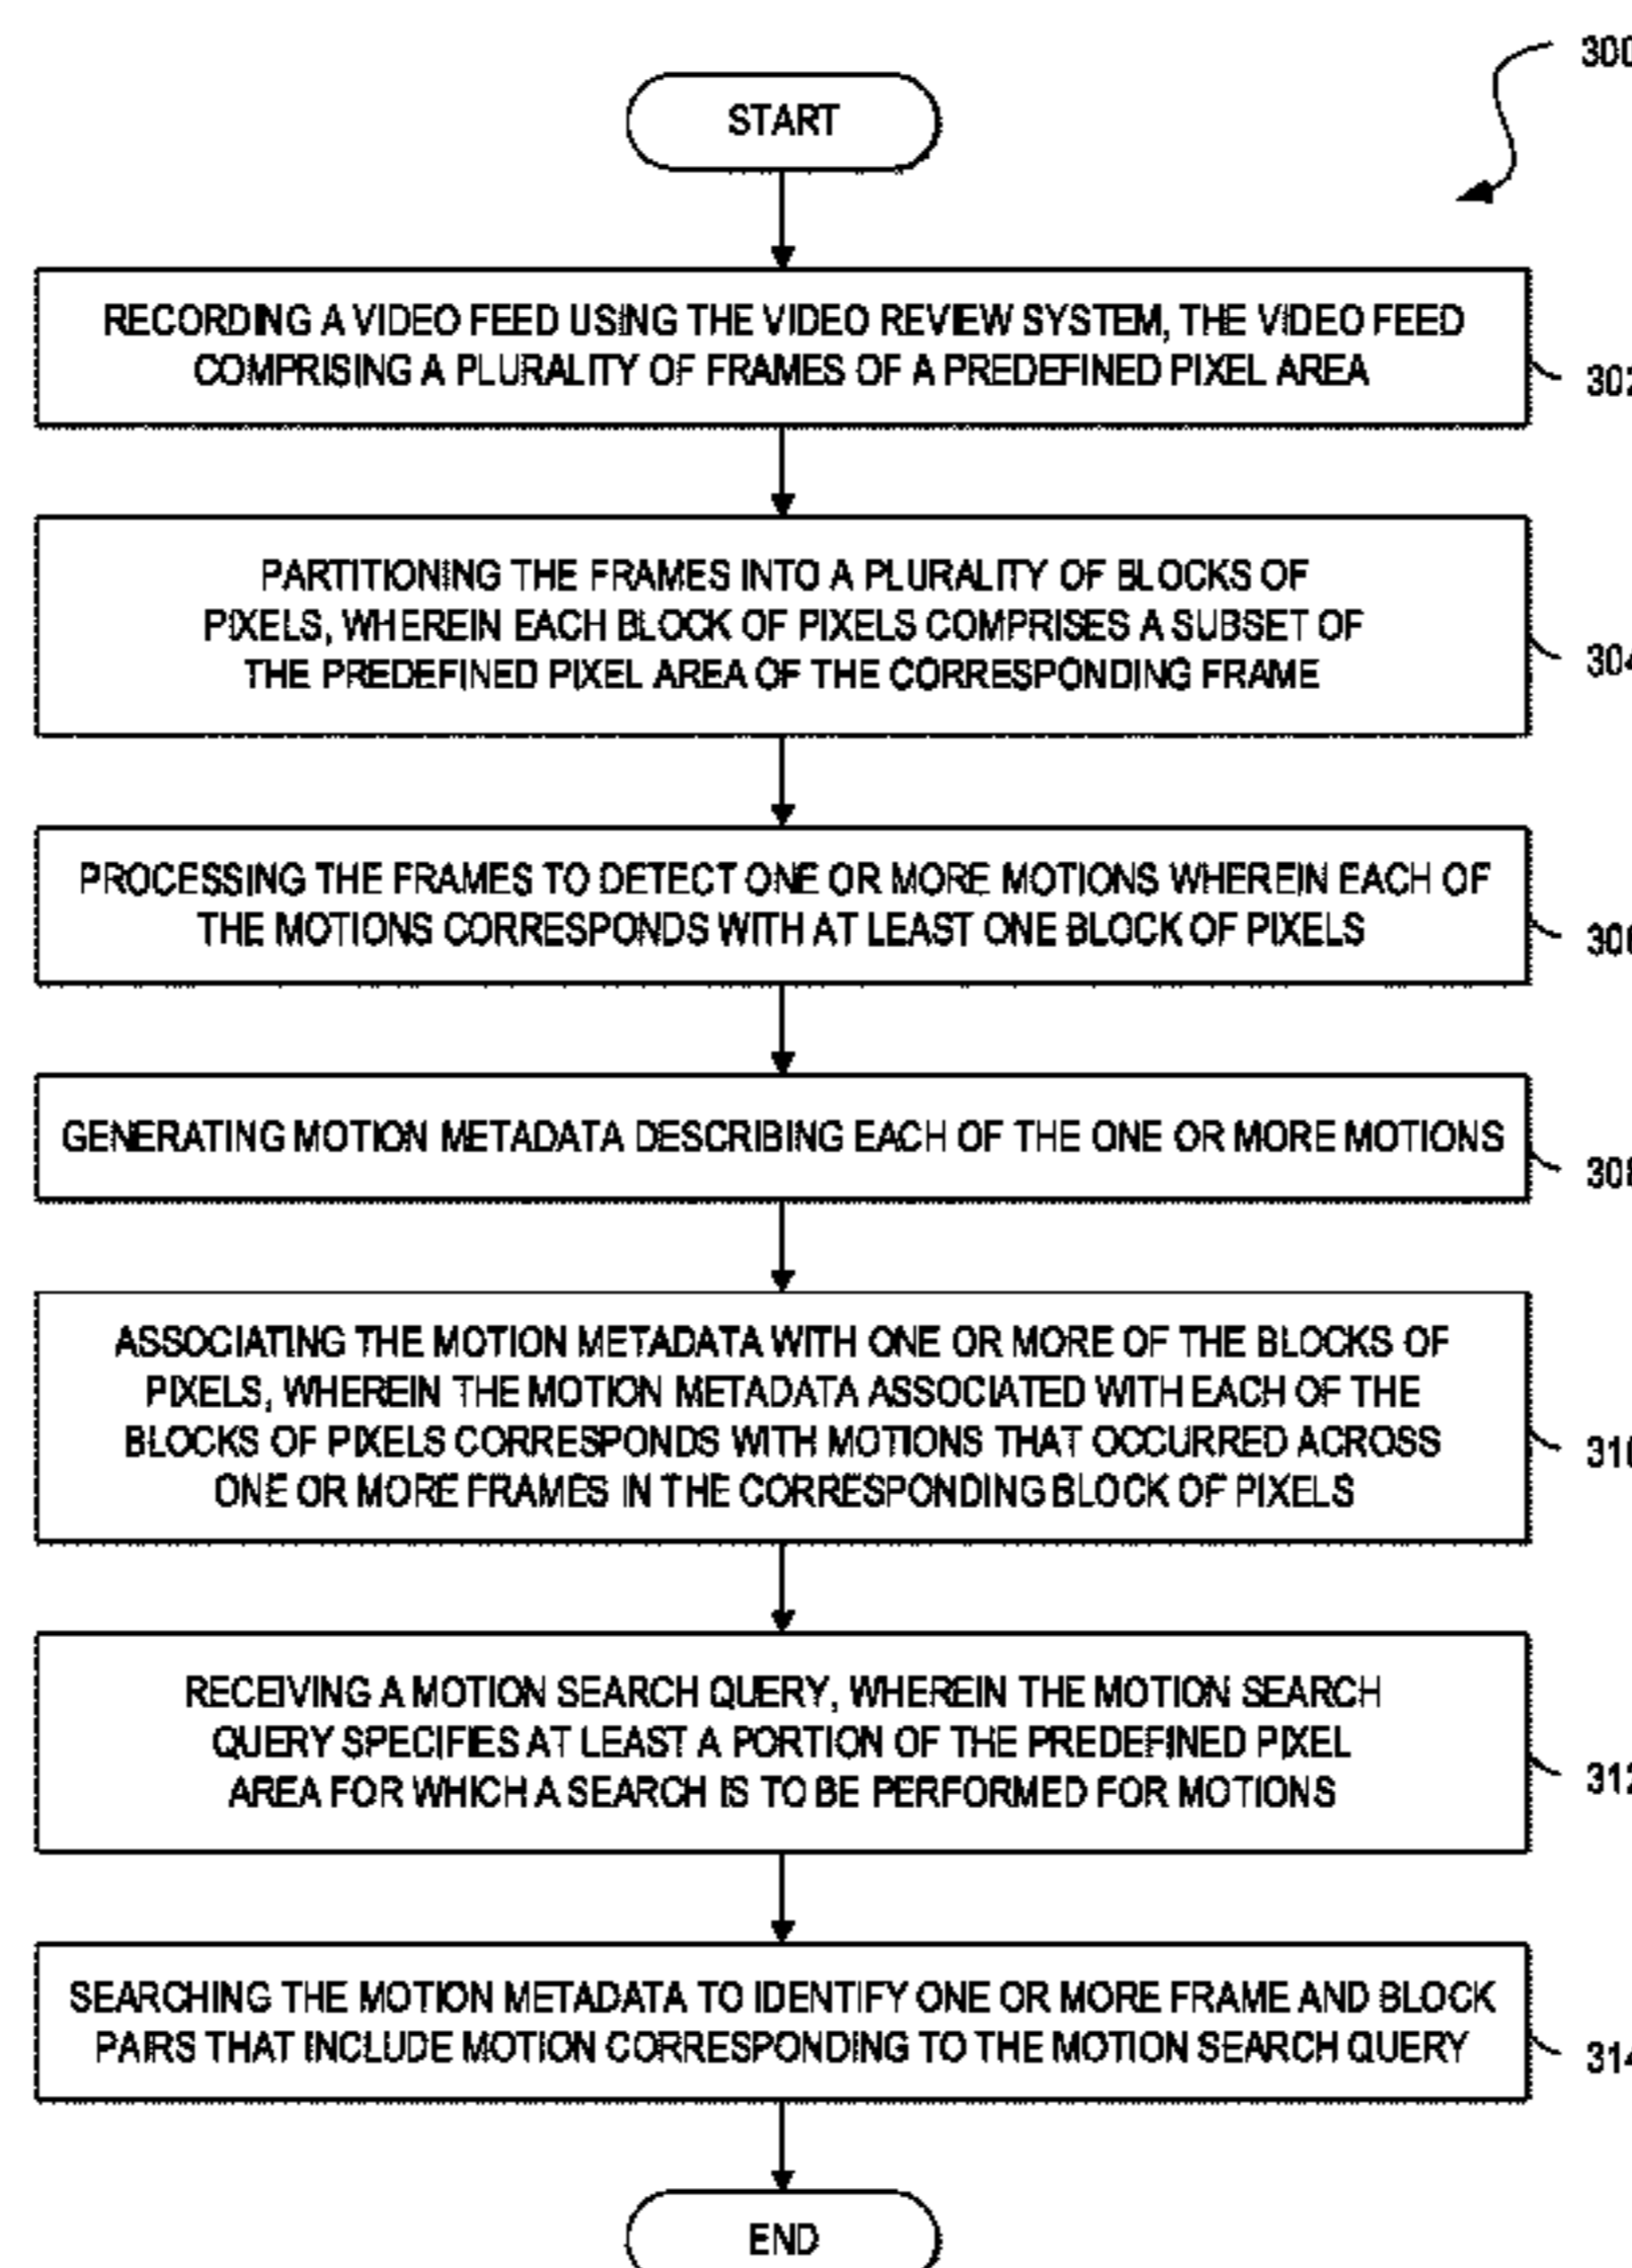 300
START
RECORDING A VIDEO FEED USING THE VIDEO REVIEW SYSTEM, THE VIDEO FEED
COMPRISING A PLURALITY OF FRAMES OF A PREDEFINED PIXEL AREA
302
PARTITIONING THE FRAMES INTO A PLURALITY OF BLOCKS OF
PIXELS, WHEREIN EACH BLOCK OF PIXELS COMPRISES A SUBSET OF
THE PREDEFINED PIXEL AREA OF THE CORRESPONDING FRAME
304
PROCESSING THE FRAMES TO DETECT ONE OR MORE MOTIONS WHEREIN EACH OF
THE MOTIONS CORRESPONDS WITH AT LEAST ONE BLOCK OF PIXELS
306
GENERATING MOTION METADATA DESCRIBING EACH OF THE ONE OR MORE MOTIONS
308
ASSOCIATING THE MOTION METADATA WITH ONE OR MORE OF THE BLOCKS OF
PIXELS, WHEREIN THE MOTION METADATA ASSOCIATED WITH EACH OF THE
BLOCKS OF PIXELS CORRESPONDS WITH MOTIONS THAT OCCURRED ACROSS
ONE OR MORE FRAMES IN THE CORRESPONDING BLOCK OF PIXELS
310
RECEIVING A MOTION SEARCH QUERY, WHEREIN THE MOTION SEARCH
QUERY SPECIFIES AT LEAST A PORTION OF THE PREDEFINED PIXEL
AREA FOR WHICH A SEARCH IS TO BE PERFORMED FOR MOTIONS
312
SEARCHING THE MOTION METADATA TO IDENTIFY ONE OR MORE FRAME AND BLOCK
PAIRS THAT INCLUDE MOTION CORRESPONDING TO THE MOTION SEARCH QUERY
314
END